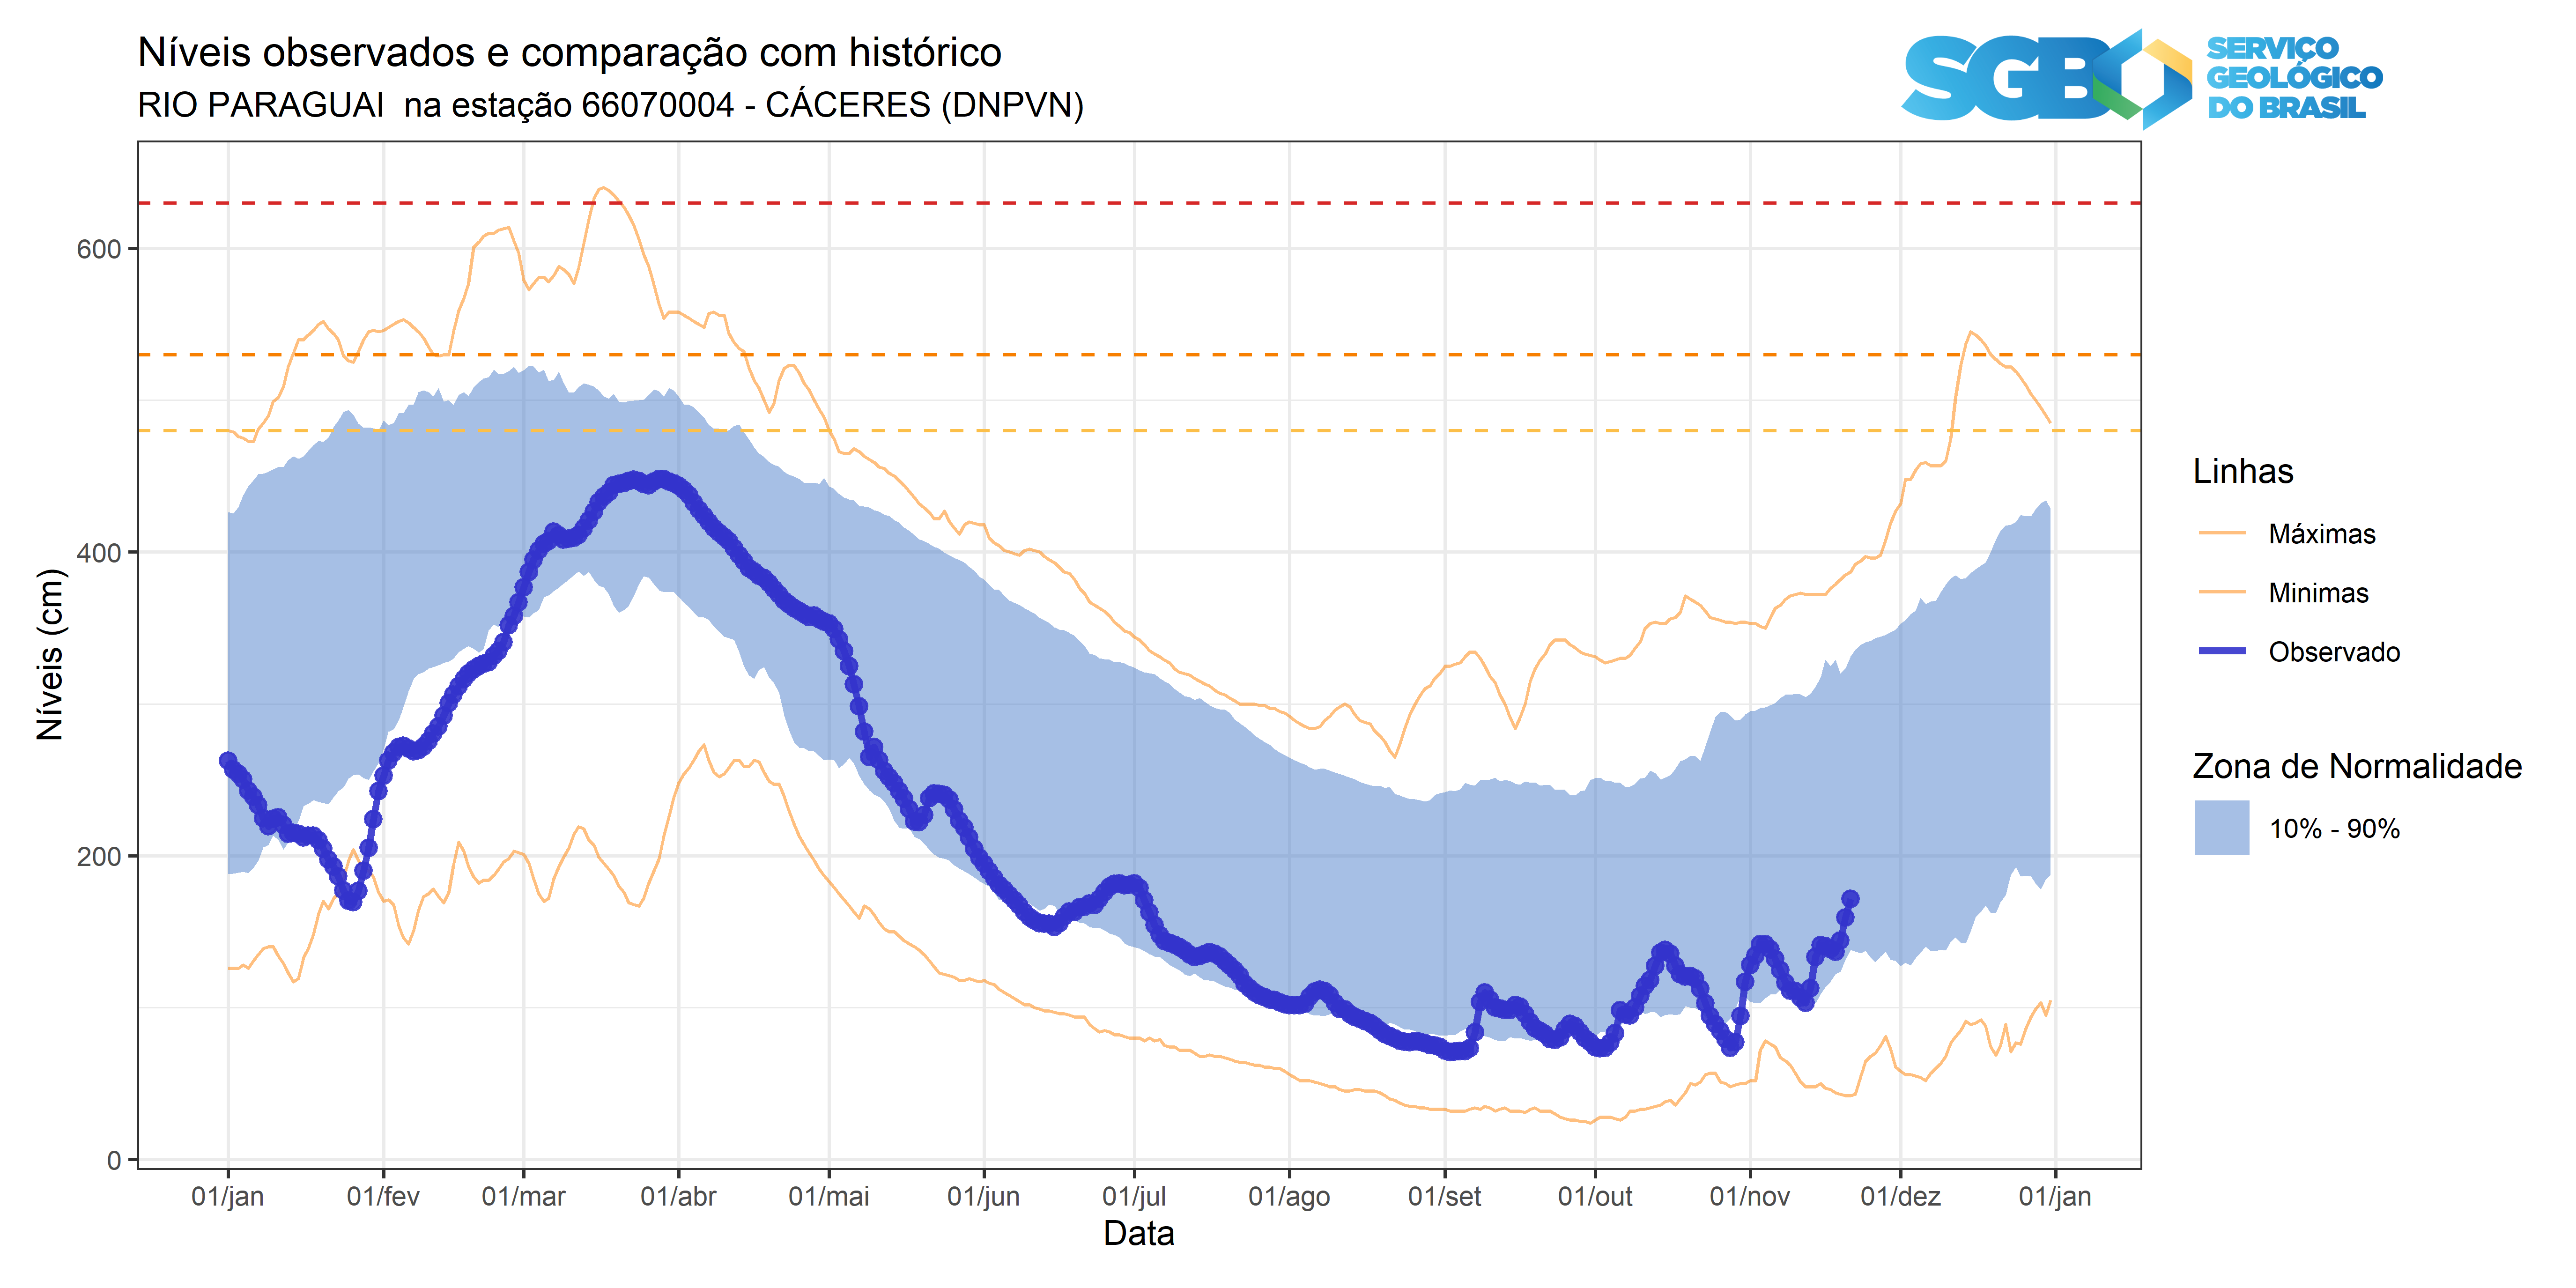 Níveis observados e comparação com histórico
RIO PARAGUAI  na estação 66070004 - CÁCERES (DNPVN)
SGB
SERVIÇO
GEOLÓGICO
DO BRASIL
Níveis (cm)
600
400
200
0
01/jan
01/fev
01/mar
01/abr
01/mai
01/jun
01/jul
01/ago
01/set
01/out
01/nov
01/dez
01/jan
Data
Linhas
Máximas
Minimas
Observado
Zona de Normalidade
10% - 90%